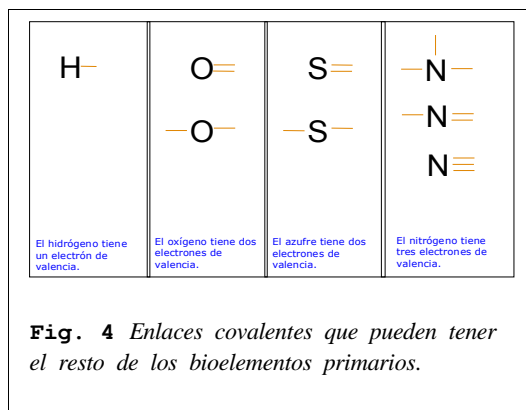 H
O
O
S
S
N
N
N
El hidrógeno tiene
un electrón de
valencia.
El oxígeno tiene dos
electrones de
valencia.
El azufre tiene dos
electrones de
valencia.
El nitrógeno tiene
tres electrones de
valencia.
Fig. 4 Enlaces covalentes que pueden tener
el resto de los bioelementos primarios.